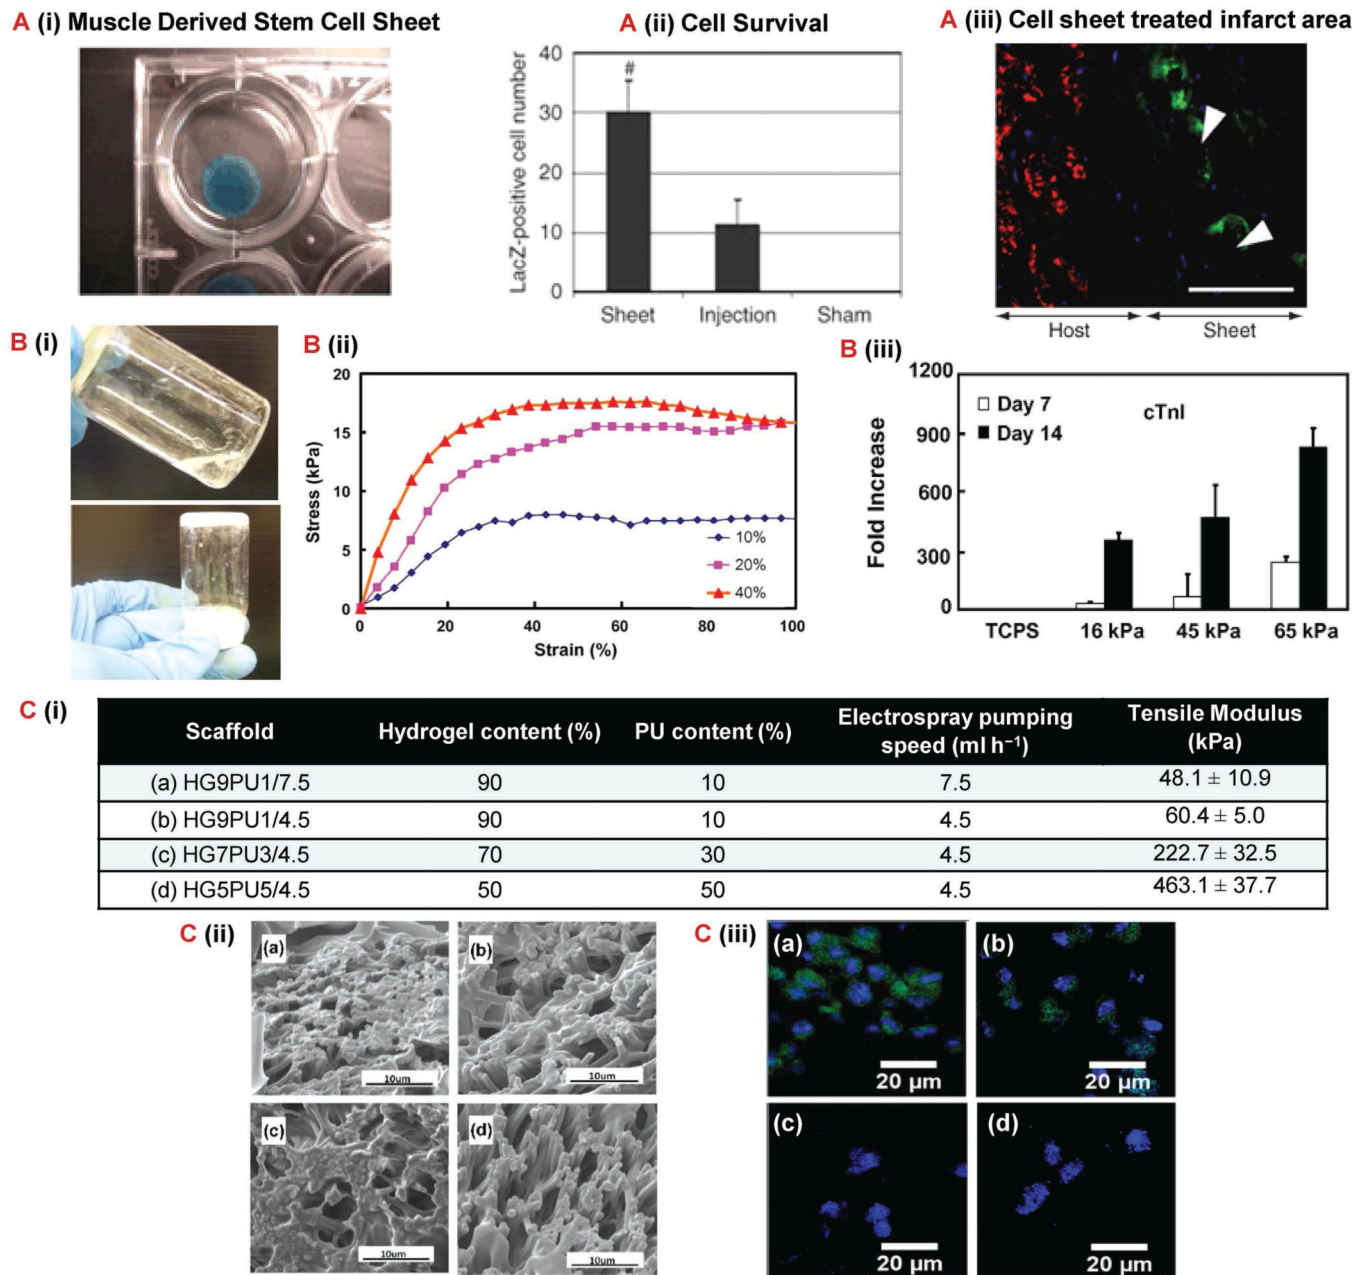 A (i) Muscle Derived Stem Cell Sheet
A (ii) Cell Survival
LacZ-positive cell number
40
30
20
10
0
#
Sheet Injection Sham
A (iii) Cell sheet treated infarct area
Host Sheet
B (i)
B (ii)
Stress (kPa)
20
15
10
5
0
10%
20%
40%
0 20 40 60 80 100
Strain (%)
B (iii)
Fold Increase
1200
900
600
300
0
Day 7
Day 14
cTnI
TCPS 16 kPa 45 kPa 65 kPa
C (i)
Scaffold Hydrogel content (%) PU content (%) Electrospray pumping speed (ml h⁻¹) Tensile Modulus (kPa)
(a) HG9PU1/7.5 90 10 7.5 48.1 ± 10.9
(b) HG9PU1/4.5 90 10 4.5 60.4 ± 5.0
(c) HG7PU3/4.5 70 30 4.5 222.7 ± 32.5
(d) HG5PU5/4.5 50 50 4.5 463.1 ± 37.7
C (ii)
(a)
10um
(b)
10um
(c)
10um
(d)
10um
C (iii)
(a)
20 µm
(b)
20 µm
(c)
20 µm
(d)
20 µm